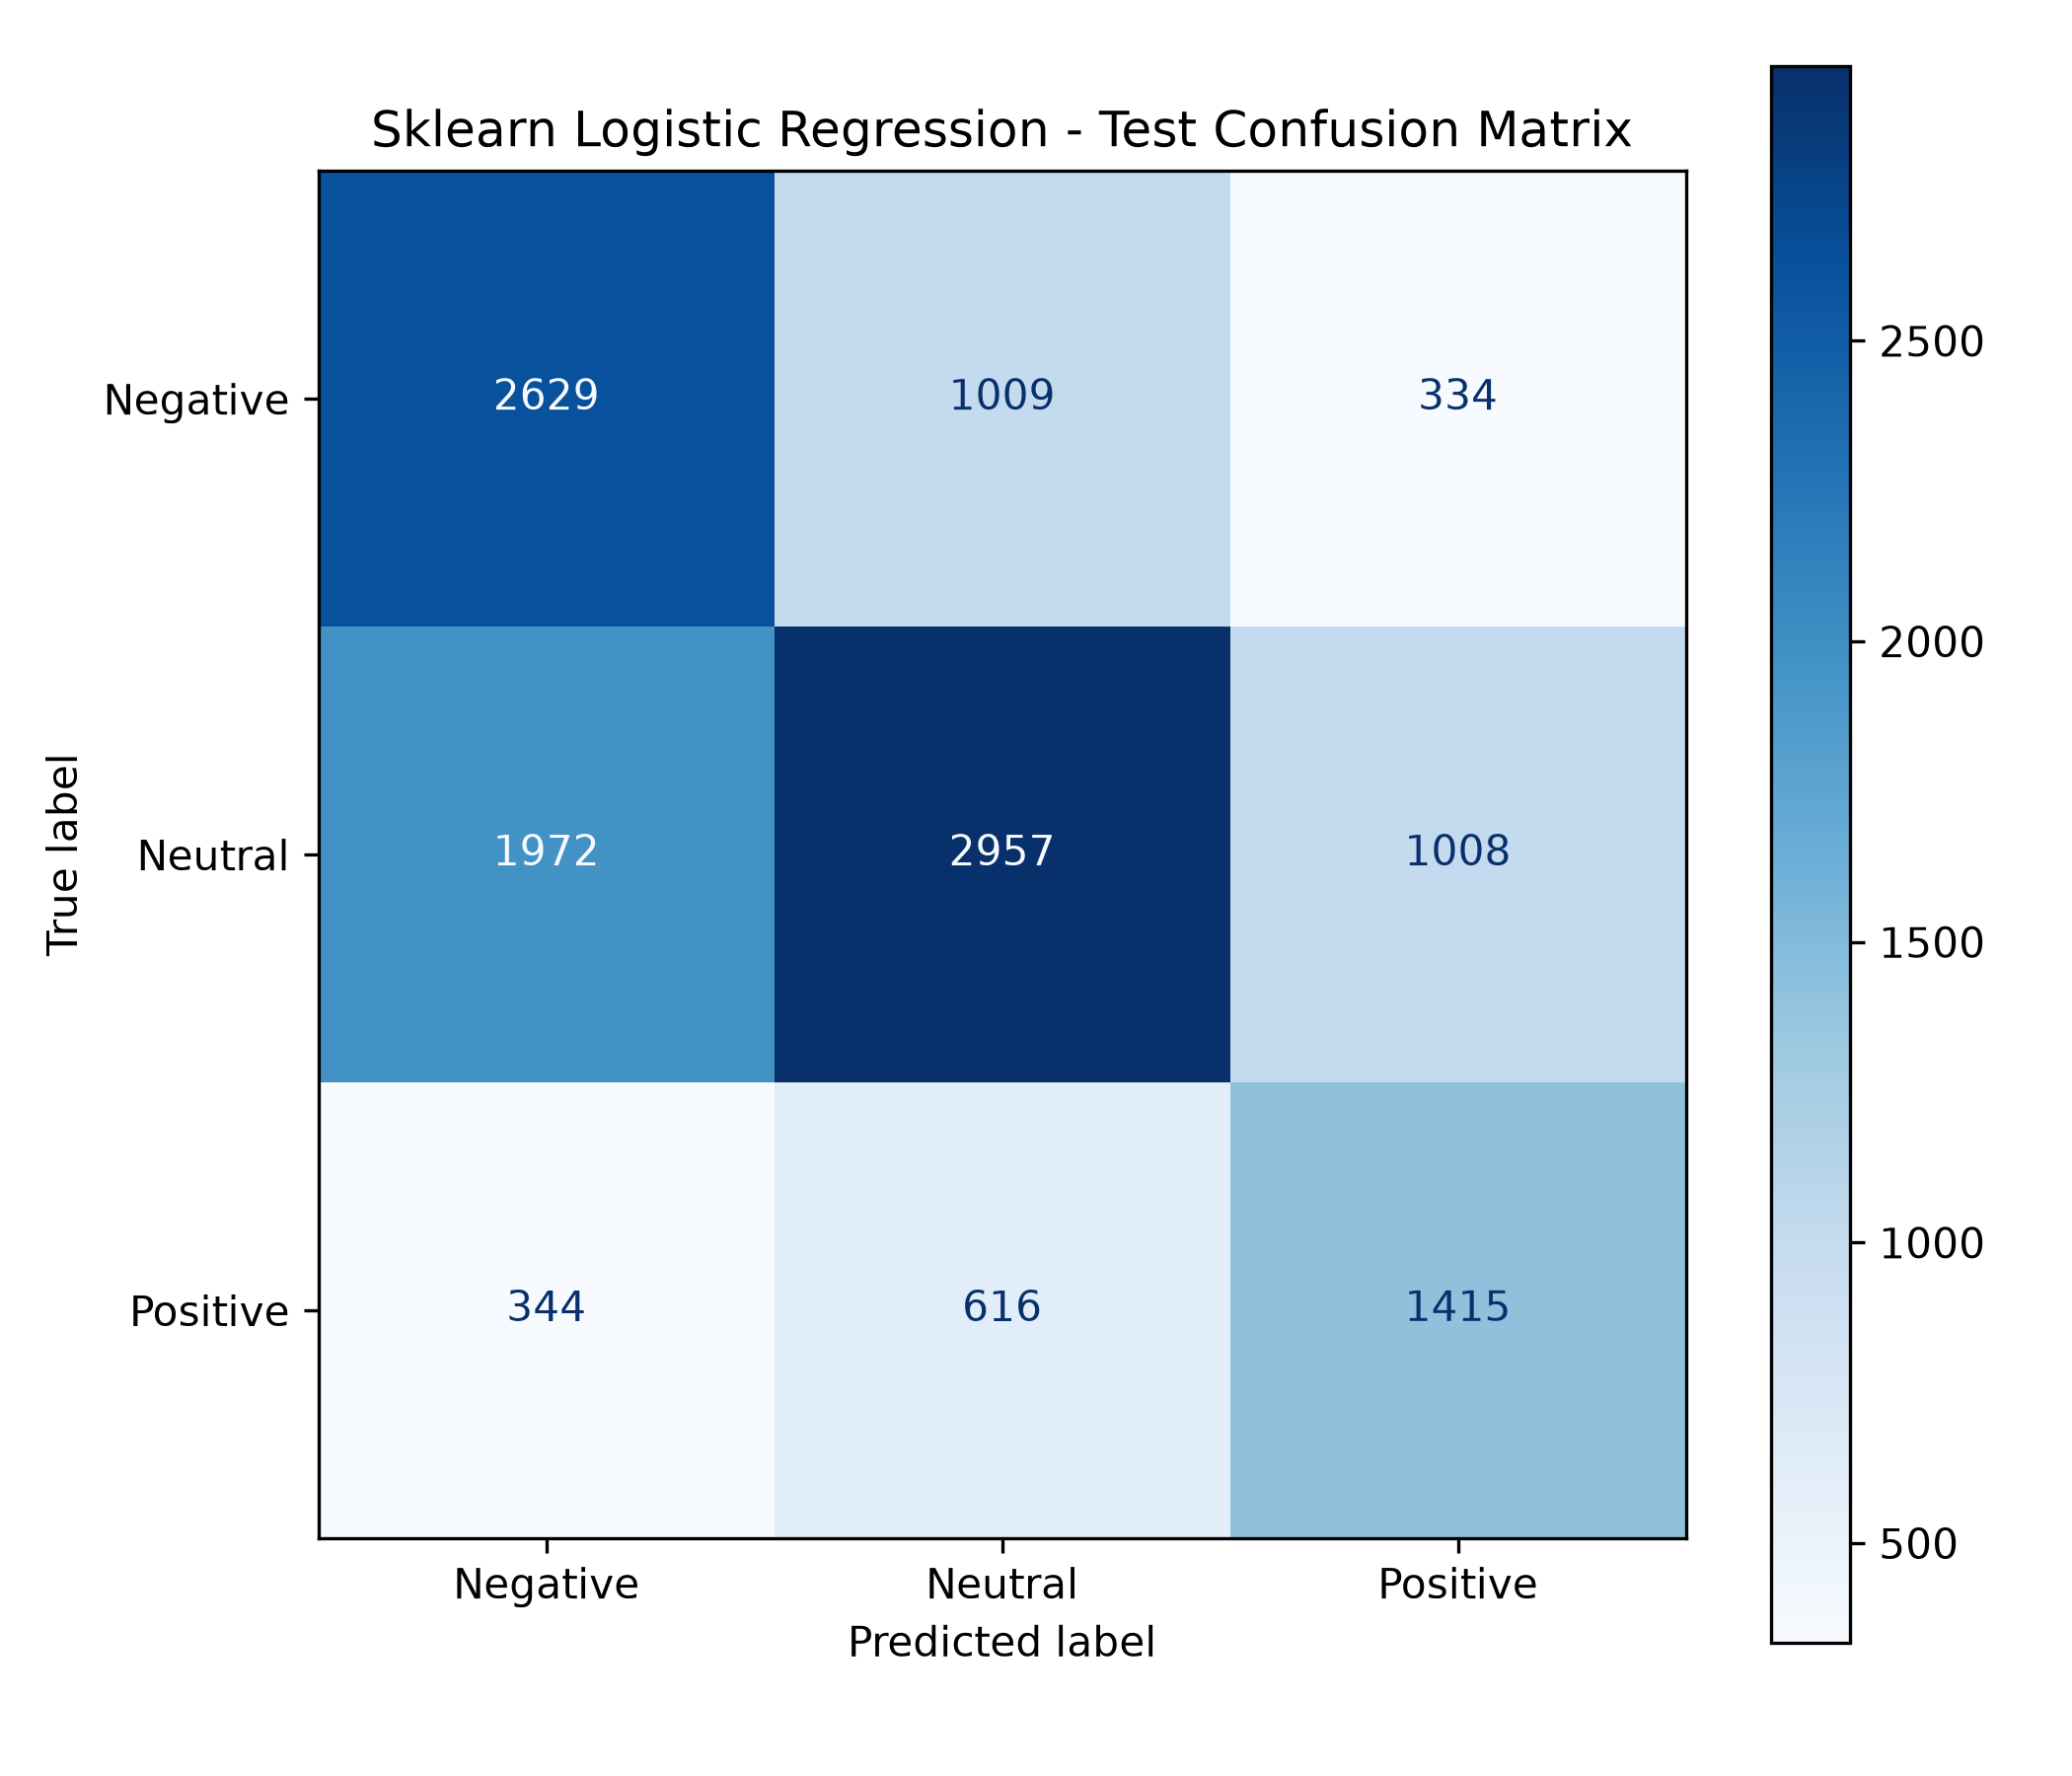 Sklearn Logistic Regression - Test Confusion Matrix
Negative 2629 1009 334
Neutral 1972 2957 1008
Positive 344 616 1415
Negative Neutral Positive
Predicted label
True label
2500
2000
1500
1000
500